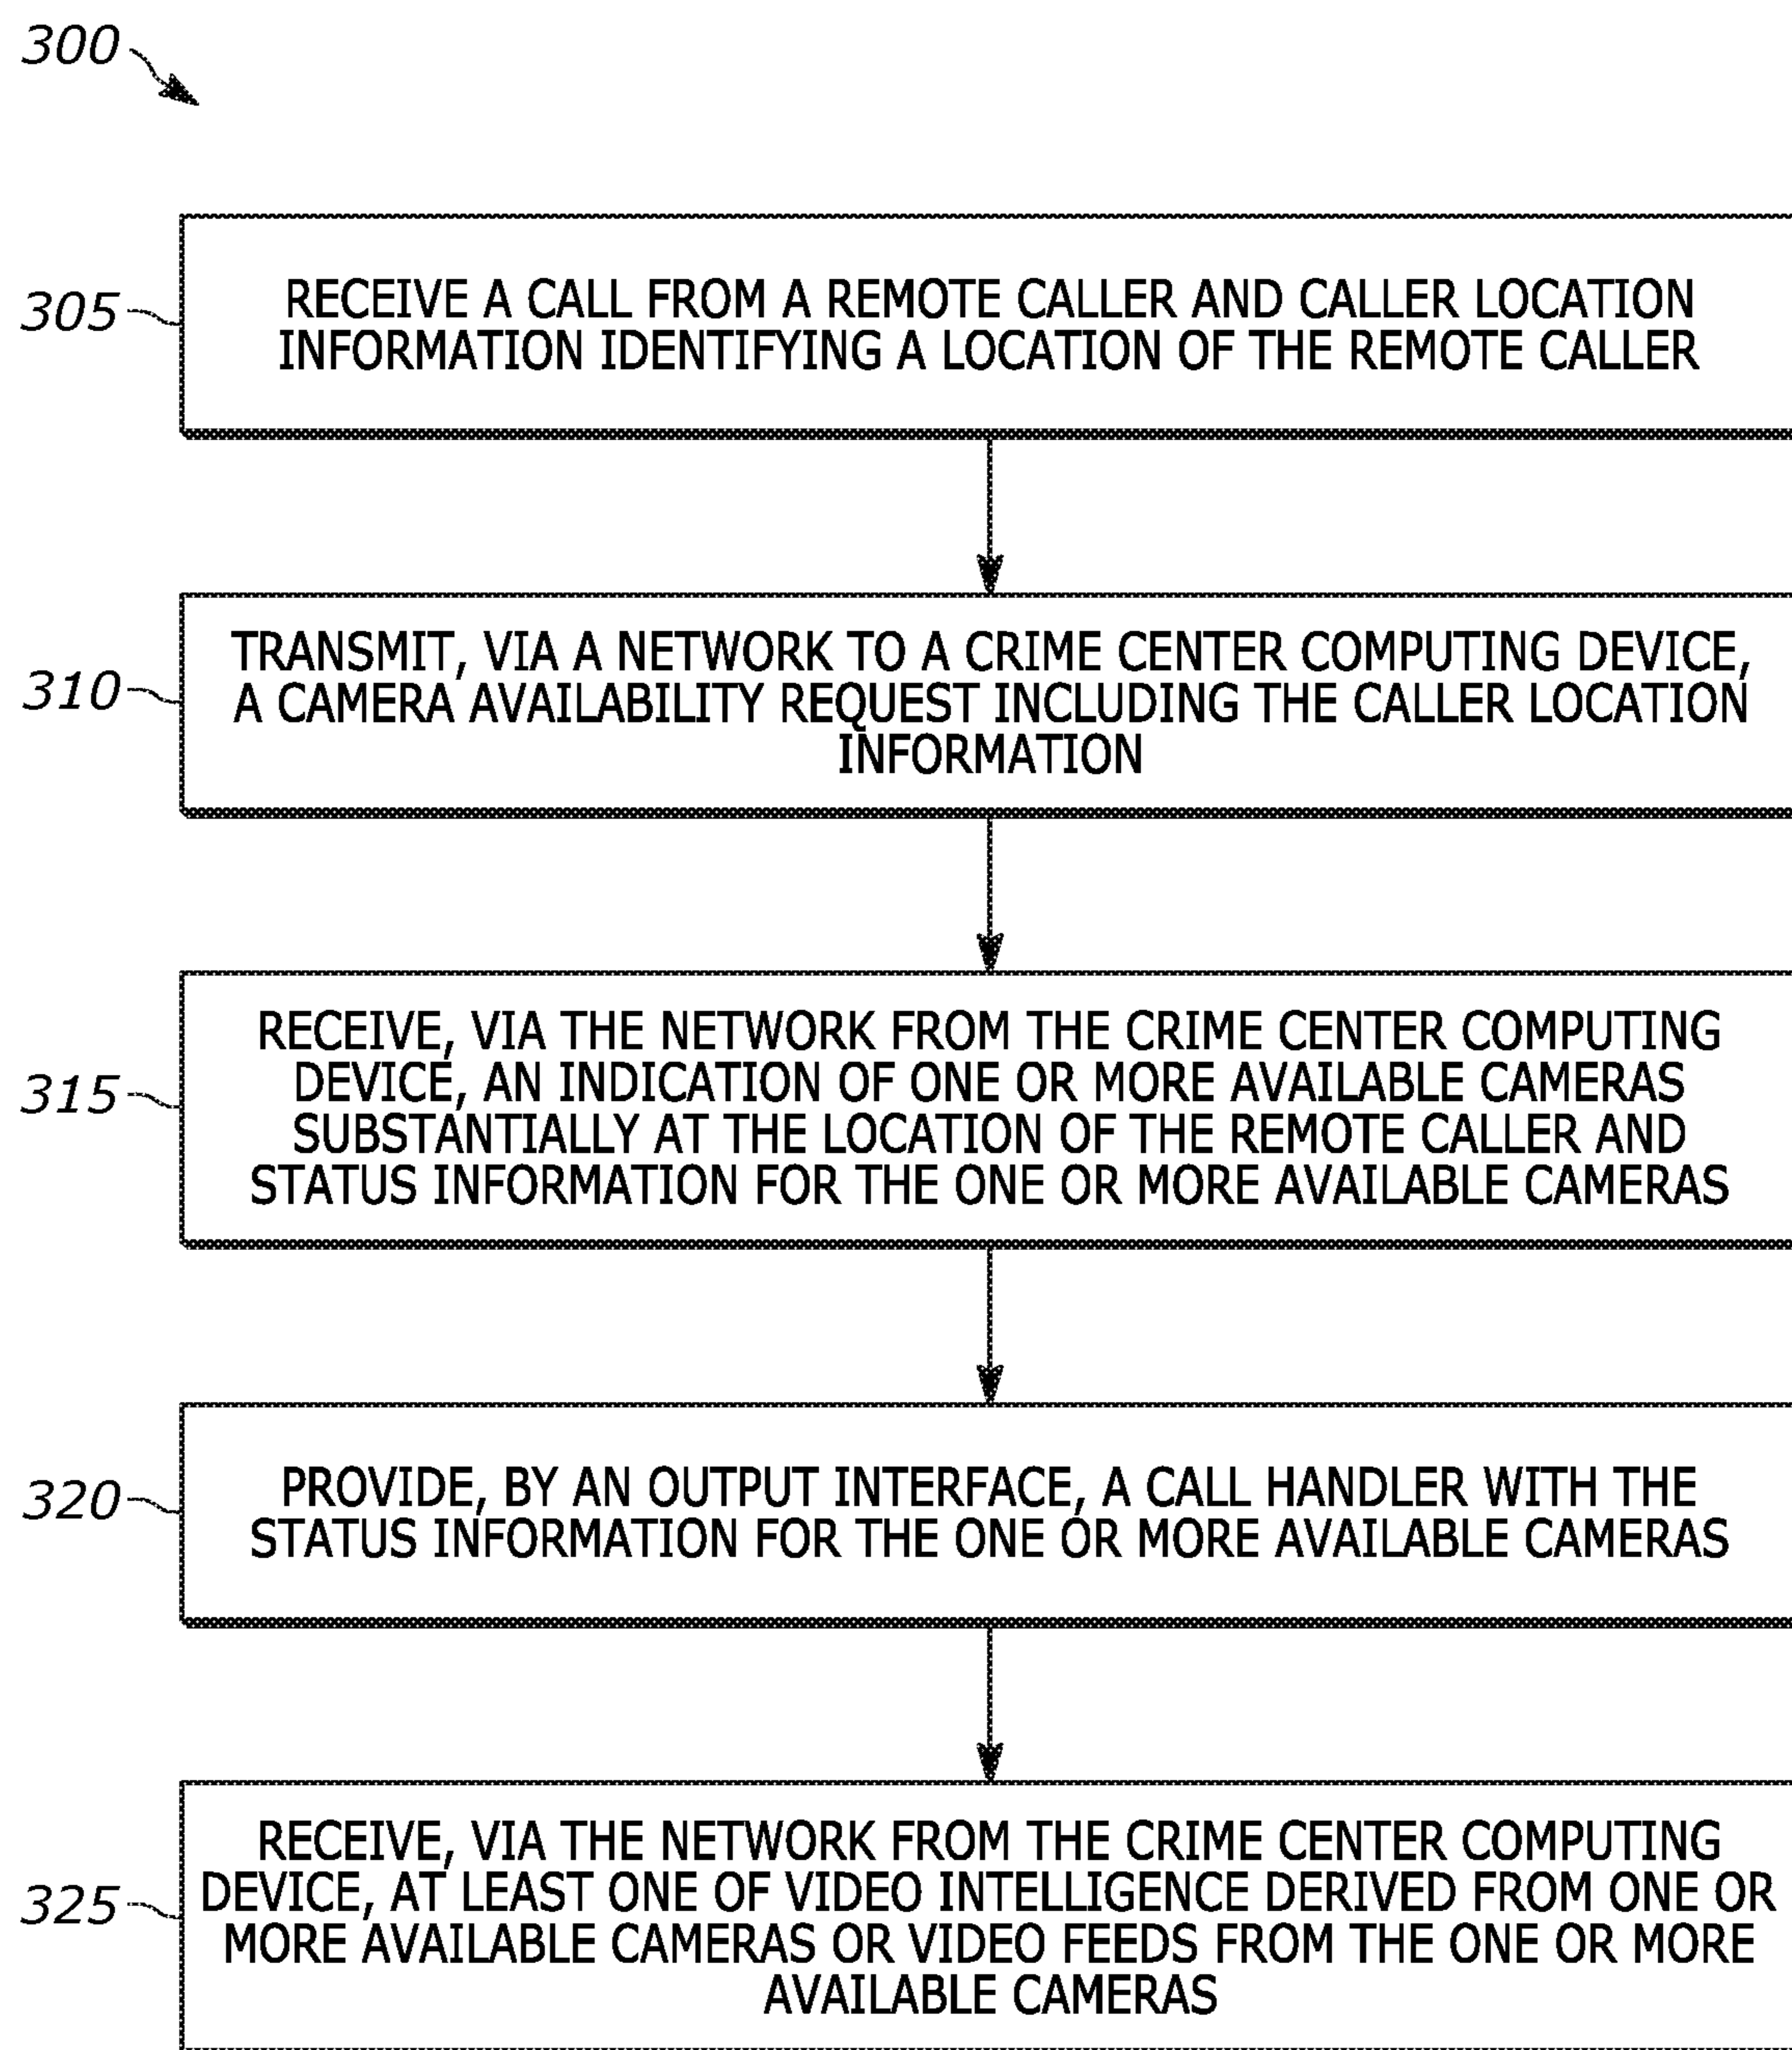 300
305
RECEIVE A CALL FROM A REMOTE CALLER AND CALLER LOCATION
INFORMATION IDENTIFYING A LOCATION OF THE REMOTE CALLER
310
TRANSMIT, VIA A NETWORK TO A CRIME CENTER COMPUTING DEVICE,
A CAMERA AVAILABILITY REQUEST INCLUDING THE CALLER LOCATION
INFORMATION
315
RECEIVE, VIA THE NETWORK FROM THE CRIME CENTER COMPUTING
DEVICE, AN INDICATION OF ONE OR MORE AVAILABLE CAMERAS
SUBSTANTIALLY AT THE LOCATION OF THE REMOTE CALLER AND
STATUS INFORMATION FOR THE ONE OR MORE AVAILABLE CAMERAS
320
PROVIDE, BY AN OUTPUT INTERFACE, A CALL HANDLER WITH THE
STATUS INFORMATION FOR THE ONE OR MORE AVAILABLE CAMERAS
325
RECEIVE, VIA THE NETWORK FROM THE CRIME CENTER COMPUTING
DEVICE, AT LEAST ONE OF VIDEO INTELLIGENCE DERIVED FROM ONE OR
MORE AVAILABLE CAMERAS OR VIDEO FEEDS FROM THE ONE OR MORE
AVAILABLE CAMERAS